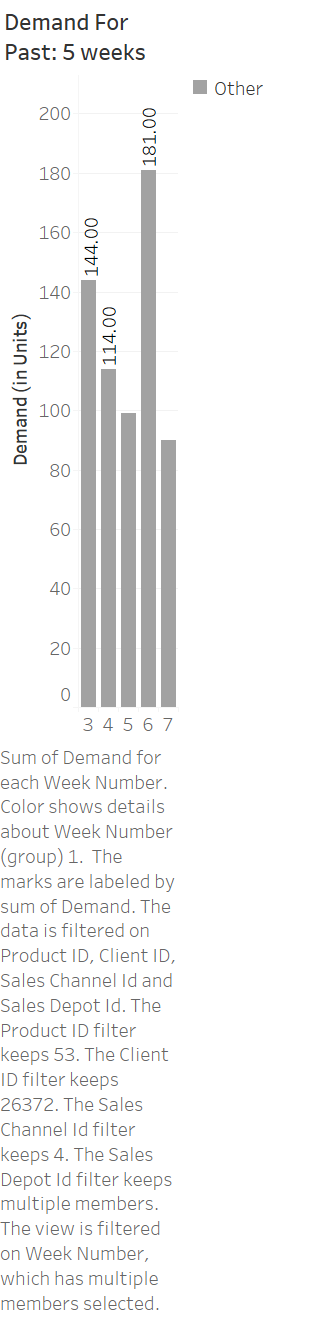 Demand For
Past: 5 weeks
Other
200
180
160
140
120
100
80
60
40
20
0
Demand (in Units)
144.00
114.00
181.00
3 4 5 6 7
Sum of Demand for
each Week Number.
Color shows details
about Week Number
(group) 1.  The
marks are labeled by
sum of Demand. The
data is filtered on
Product ID, Client ID,
Sales Channel Id and
Sales Depot Id. The
Product ID filter
keeps 53. The Client
ID filter keeps
26372. The Sales
Channel Id filter
keeps 4. The Sales
Depot Id filter keeps
multiple members.
The view is filtered
on Week Number,
which has multiple
members selected.